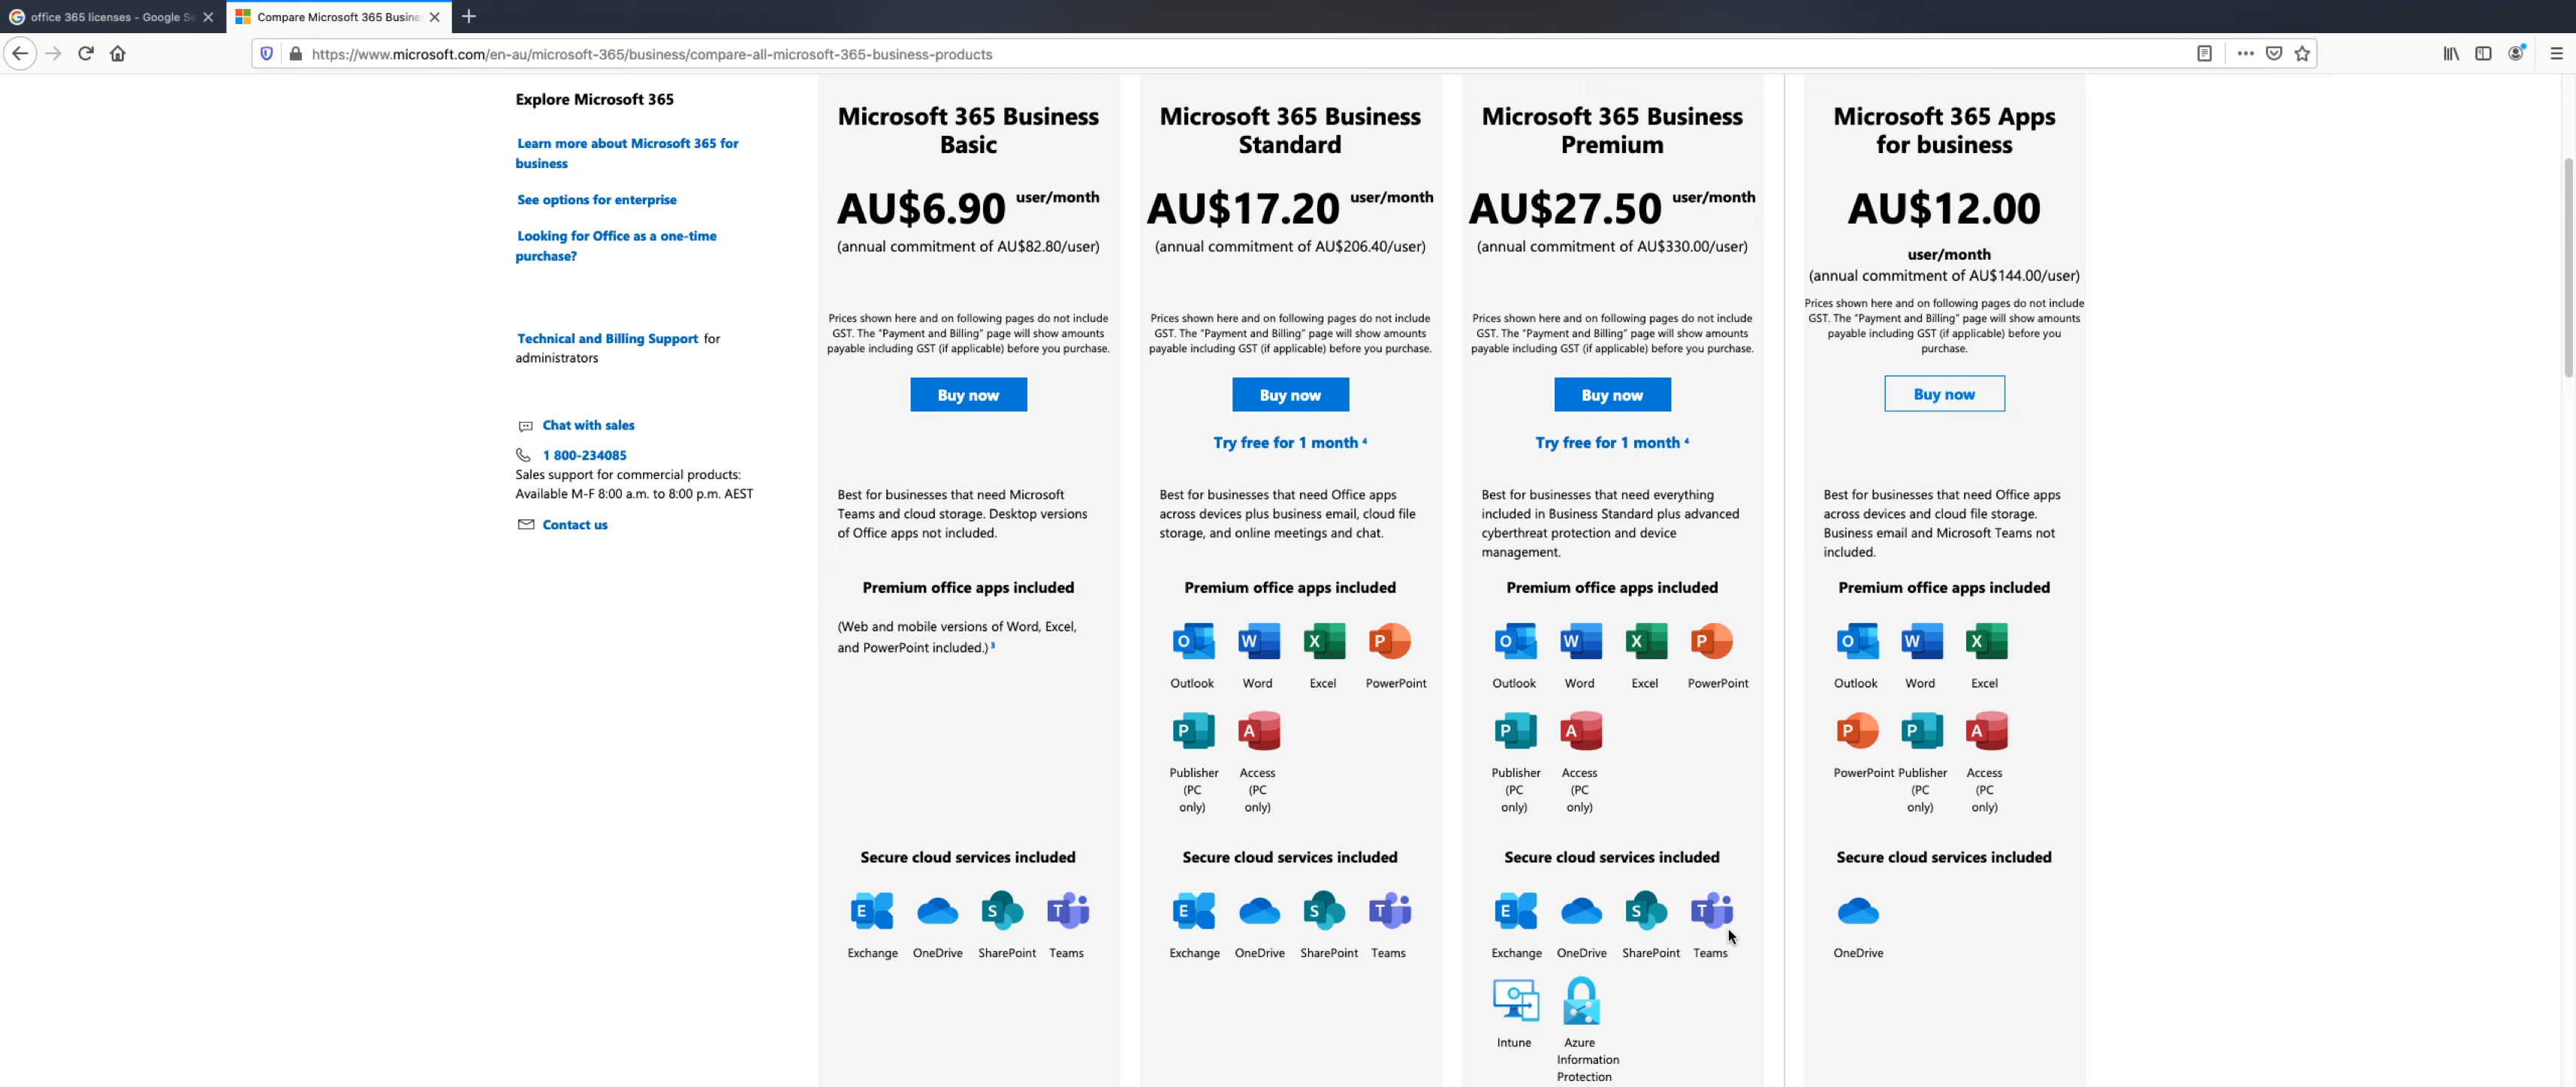 office 365 licenses - Google Se
Compare Microsoft 365 Busine
https://www.microsoft.com/en-au/microsoft-365/business/compare-all-microsoft-365-business-products
Explore Microsoft 365
Learn more about Microsoft 365 for
business
See options for enterprise
Looking for Office as a one-time
purchase?
Technical and Billing Support for
administrators
Chat with sales
1 800-234085
Sales support for commercial products:
Available M-F 8:00 a.m. to 8:00 p.m. AEST
Contact us
Microsoft 365 Business
Basic
AU$6.90 user/month
(annual commitment of AU$82.80/user)
Prices shown here and on following pages do not include
GST. The “Payment and Billing” page will show amounts
payable including GST (if applicable) before you purchase.
Buy now
Best for businesses that need Microsoft
Teams and cloud storage. Desktop versions
of Office apps not included.
Premium office apps included
(Web and mobile versions of Word, Excel,
and PowerPoint included.) 3
Secure cloud services included
E S T
Exchange OneDrive SharePoint Teams
Microsoft 365 Business
Standard
AU$17.20 user/month
(annual commitment of AU$206.40/user)
Prices shown here and on following pages do not include
GST. The “Payment and Billing” page will show amounts
payable including GST (if applicable) before you purchase.
Buy now
Try free for 1 month 4
Best for businesses that need Office apps
across devices plus business email, cloud file
storage, and online meetings and chat.
Premium office apps included
O W X P
Outlook Word Excel PowerPoint
P A
Publisher Access
(PC (PC
only) only)
Secure cloud services included
E S T
Exchange OneDrive SharePoint Teams
Microsoft 365 Business
Premium
AU$27.50 user/month
(annual commitment of AU$330.00/user)
Prices shown here and on following pages do not include
GST. The “Payment and Billing” page will show amounts
payable including GST (if applicable) before you purchase.
Buy now
Try free for 1 month 4
Best for businesses that need everything
included in Business Standard plus advanced
cyberthreat protection and device
management.
Premium office apps included
O W X P
Outlook Word Excel PowerPoint
P A
Publisher Access
(PC (PC
only) only)
Secure cloud services included
E S T
Exchange OneDrive SharePoint Teams
Intune Azure
Information
Protection
Microsoft 365 Apps
for business
AU$12.00
user/month
(annual commitment of AU$144.00/user)
Prices shown here and on following pages do not include
GST. The “Payment and Billing” page will show amounts
payable including GST (if applicable) before you
purchase.
Buy now
Best for businesses that need Office apps
across devices and cloud file storage.
Business email and Microsoft Teams not
included.
Premium office apps included
O W X
Outlook Word Excel
P P A
PowerPoint Publisher Access
(PC (PC
only) only)
Secure cloud services included
OneDrive